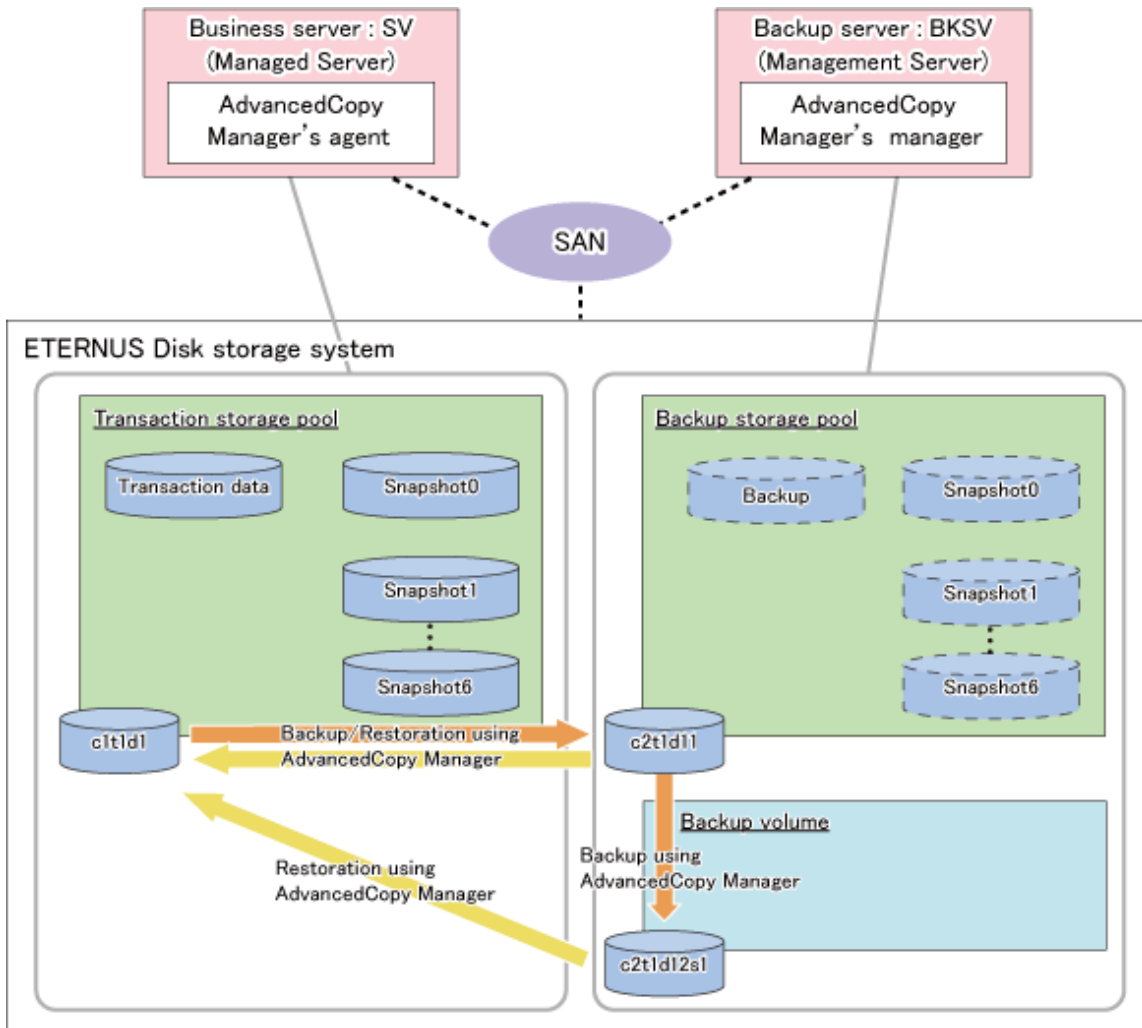 Business server : SV
(Managed Server)
AdvancedCopy
Manager's agent
Backup server : BKSV
(Management Server)
AdvancedCopy
Manager's manager
SAN
ETERNUS Disk storage system
Transaction storage pool
Transaction data
Snapshot0
Snapshot1
Snapshot6
Backup storage pool
Backup
Snapshot0
Snapshot1
Snapshot6
c1t1d1
Backup/Restoration using
AdvancedCopy Manager
c2t1d11
Backup volume
Backup using
AdvancedCopy Manager
Restoration using
AdvancedCopy Manager
c2t1d12s1